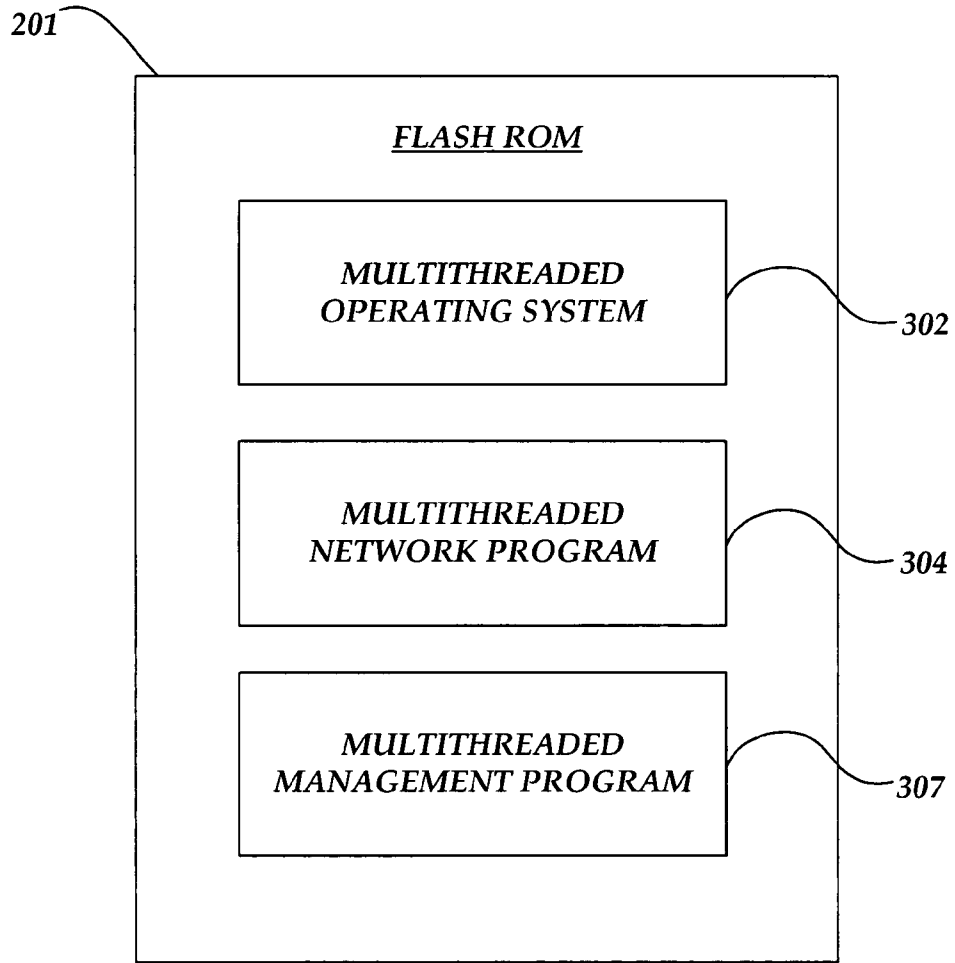 201
FLASH ROM
MULTITHREADED
OPERATING SYSTEM
302
MULTITHREADED
NETWORK PROGRAM
304
MULTITHREADED
MANAGEMENT PROGRAM
307